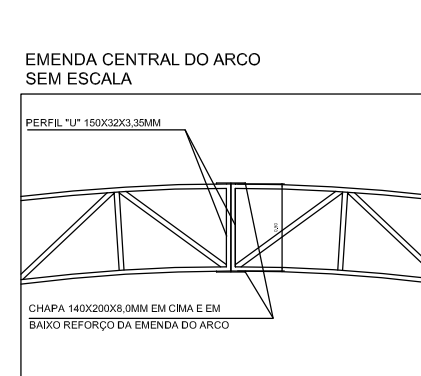 EMENDA CENTRAL DO ARCO
SEM ESCALA
PERFIL "U" 150X32X3,35MM
CHAPA 140X200X8,0MM EM CIMA E EM
BAIXO REFORÇO DA EMENDA DO ARCO